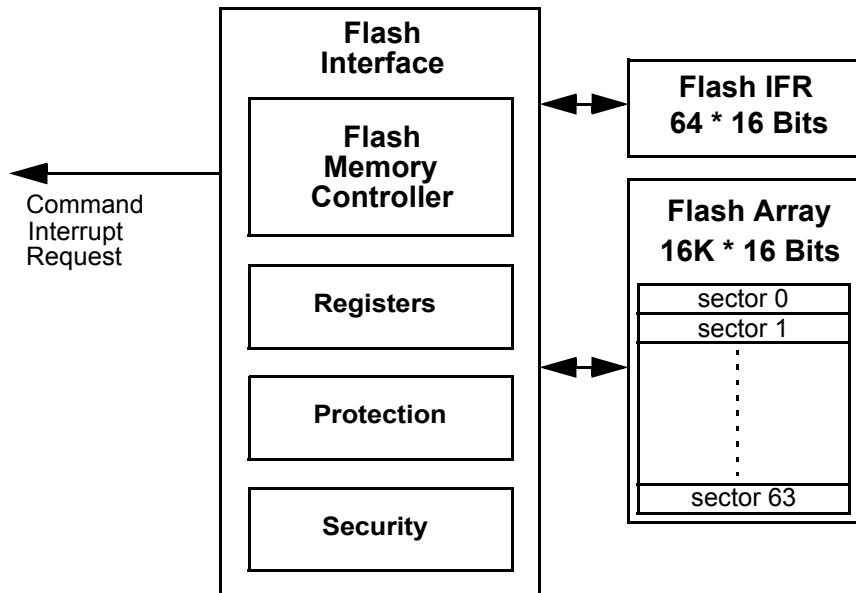 Flash
Interface
Flash
Memory
Controller
Registers
Protection
Security
Command
Interrupt
Request
Flash IFR
64 * 16 Bits
Flash Array
16K * 16 Bits
sector 0
sector 1
sector 63